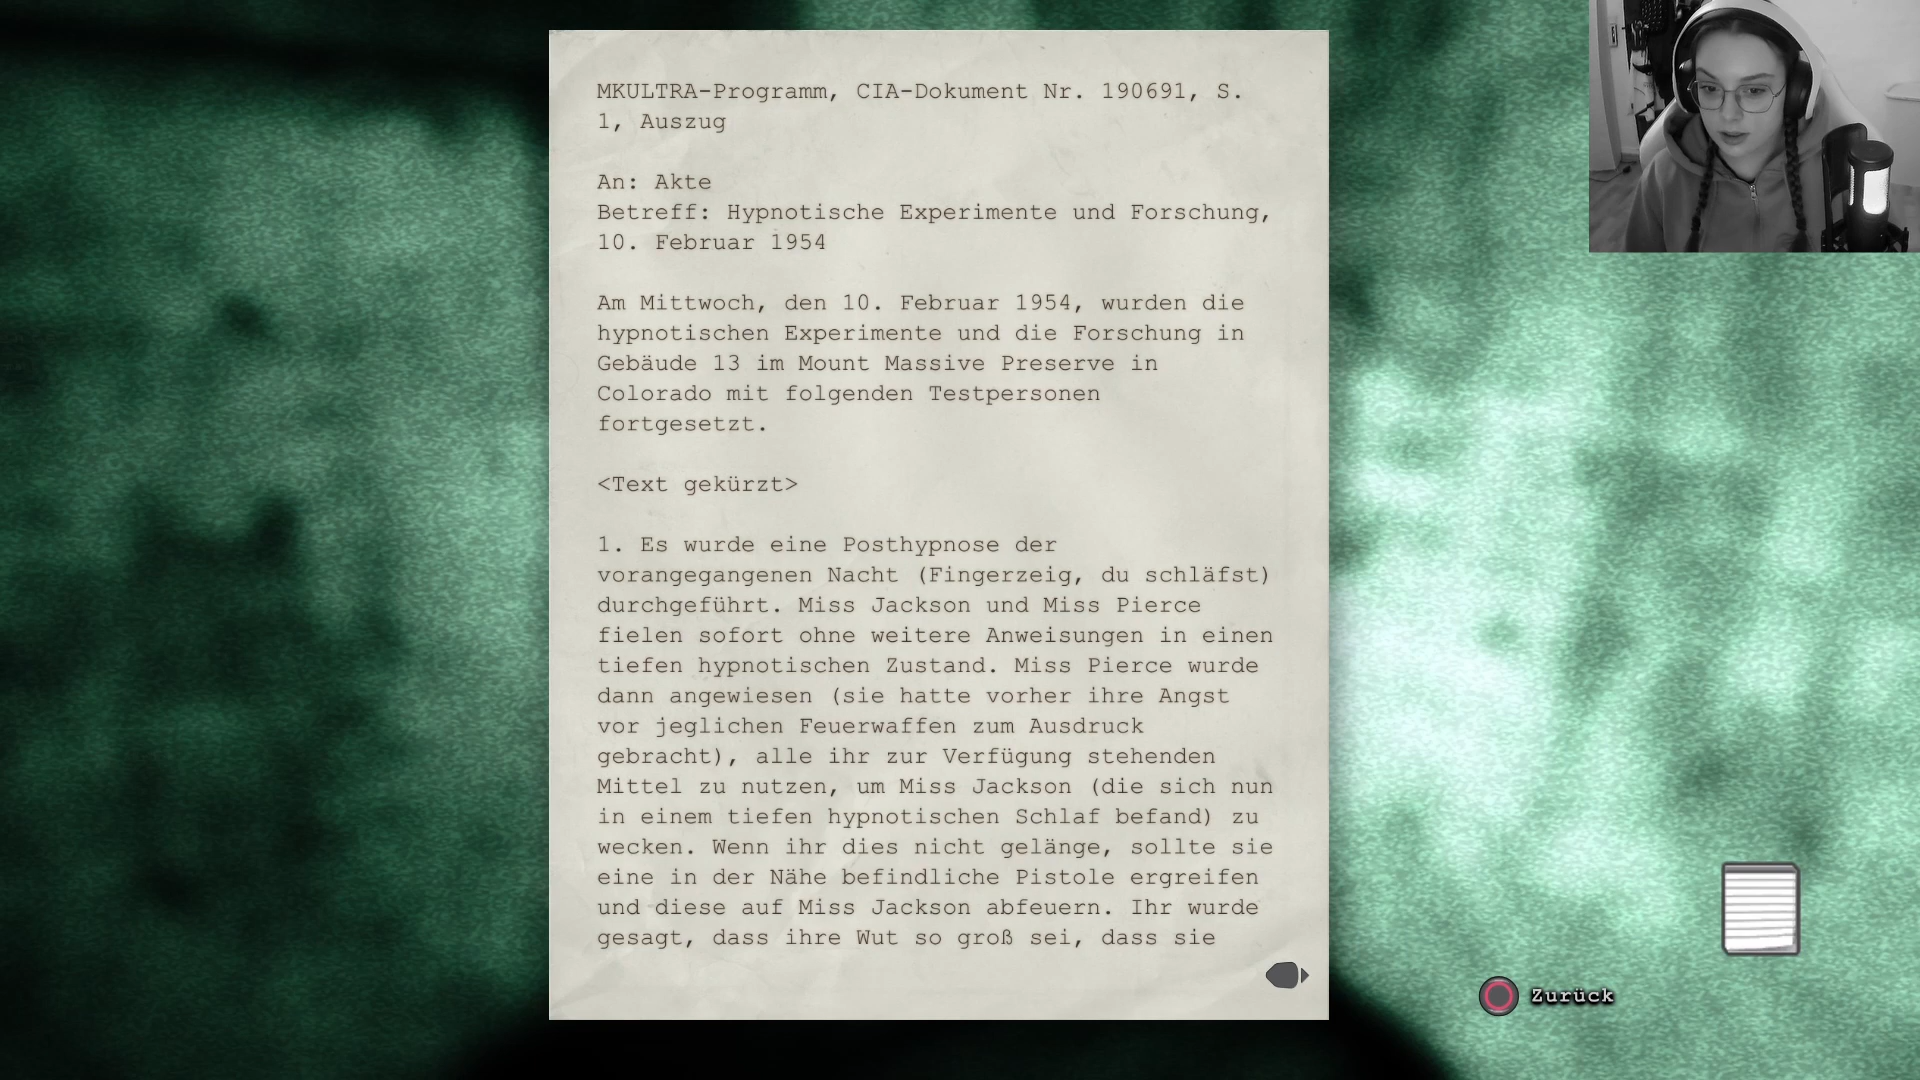 MKULTRA-Programm, CIA-Dokument Nr. 190691, S.
1, Auszug
An: Akte
Betreff: Hypnotische Experimente und Forschung,
10. Februar 1954
Am Mittwoch, den 10. Februar 1954, wurden die
hypnotischen Experimente und die Forschung in
Gebäude 13 im Mount Massive Preserve in
Colorado mit folgenden Testpersonen
fortgesetzt.
<Text gekürzt>
1. Es wurde eine Posthypnose der
vorangegangenen Nacht (Fingerzeig, du schläfst)
durchgeführt. Miss Jackson und Miss Pierce
fielen sofort ohne weitere Anweisungen in einen
tiefen hypnotischen Zustand. Miss Pierce wurde
dann angewiesen (sie hatte vorher ihre Angst
vor jeglichen Feuerwaffen zum Ausdruck
gebracht), alle ihr zur Verfügung stehenden
Mittel zu nutzen, um Miss Jackson (die sich nun
in einem tiefen hypnotischen Schlaf befand) zu
wecken. Wenn ihr dies nicht gelänge, sollte sie
eine in der Nähe befindliche Pistole ergreifen
und diese auf Miss Jackson abfeuern. Ihr wurde
gesagt, dass ihre Wut so groß sei, dass sie
Zurück